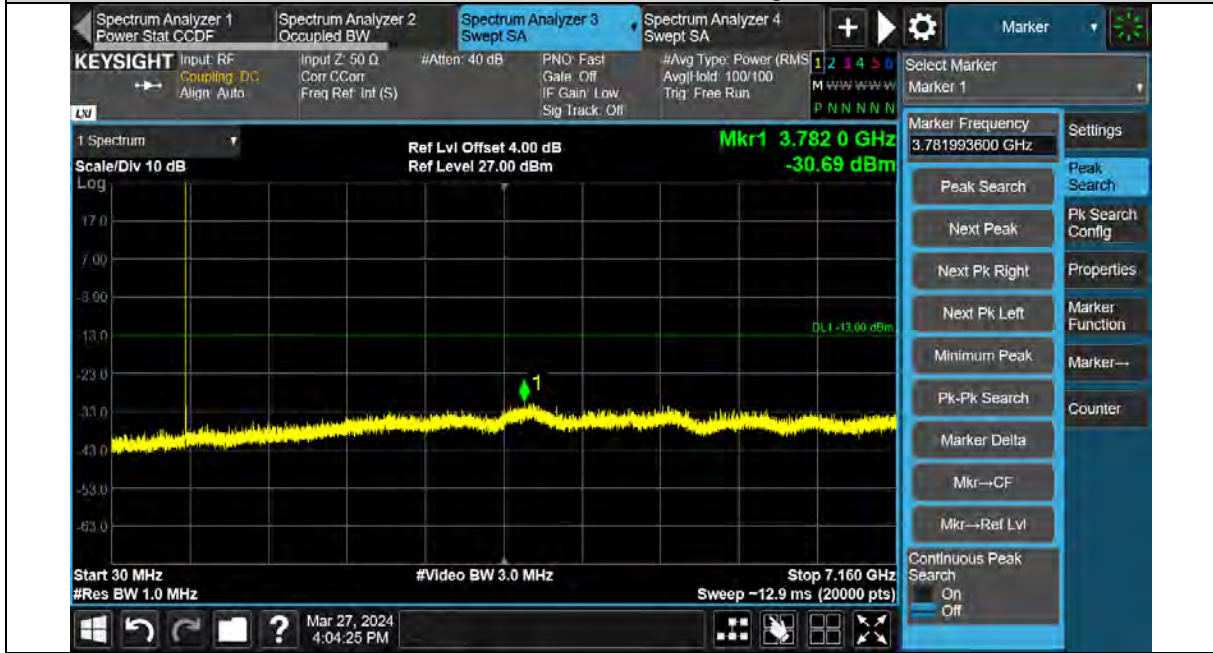 Spectrum Analyzer 1
Power Stat CCDF
Spectrum Analyzer 2
Occupied BW
Spectrum Analyzer 3
Swept SA
Spectrum Analyzer 4
Swept SA
+
Marker
KEYSIGHT
Input: RF
Coupling: DC
Align: Auto
Input Z: 50 Ω
Corr CCorr
Freq Ref: Int (S)
#Atten: 40 dB
PNO: Fast
Gate: Off
IF Gain: Low
Sig Track: Off
#Avg Type: Power (RMS
Avg|Hold: 100/100
Trig: Free Run
1 2 3 4 5 6
M W W W W W
P N N N N N
LXI
Select Marker
Marker 1
1 Spectrum
Scale/Div 10 dB
Log
Ref Lvl Offset 4.00 dB
Ref Level 27.00 dBm
Mkr1 3.782 0 GHz
-30.69 dBm
17.0
7.00
-3.00
-13.0
-23.0
-33.0
-43.0
-53.0
-63.0
DL1 -13.00 dBm
1
Start 30 MHz
#Res BW 1.0 MHz
#Video BW 3.0 MHz
Stop 7.160 GHz
Sweep ~12.9 ms (20000 pts)
Marker Frequency
3.781993600 GHz
Peak Search
Next Peak
Next Pk Right
Next Pk Left
Minimum Peak
Pk-Pk Search
Marker Delta
Mkr→CF
Mkr→Ref Lvl
Continuous Peak
Search
On
Off
Settings
Peak
Search
Pk Search
Config
Properties
Marker
Function
Marker→
Counter
?
Mar 27, 2024
4:04:25 PM